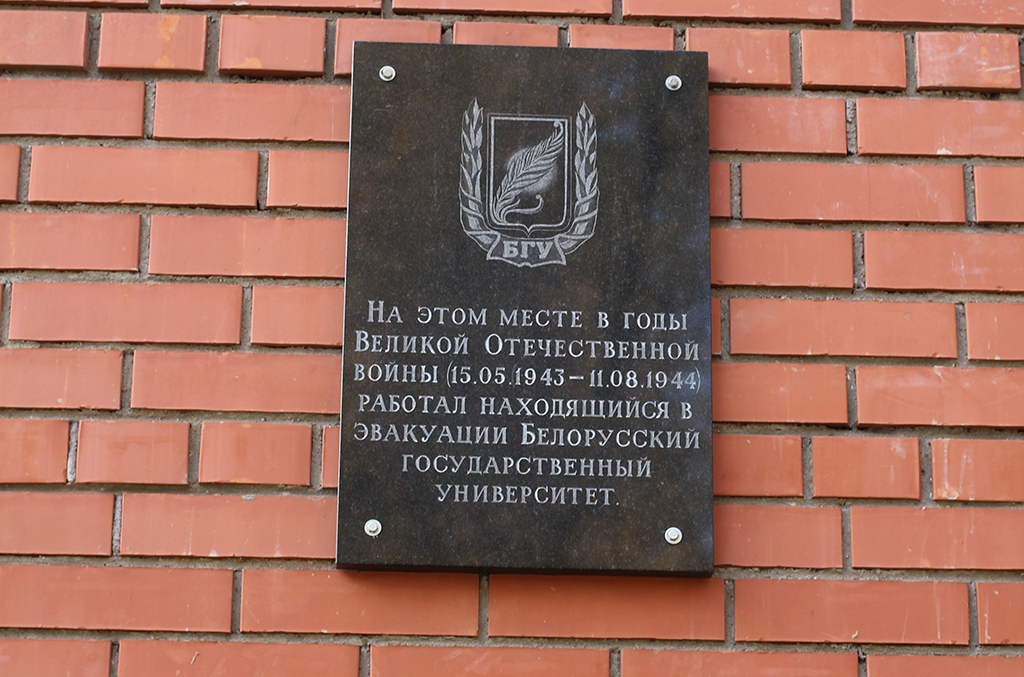 БГУ
На этом месте в годы
Великой Отечественной
войны (15.05.1943 – 11.08.1944)
работал находящийся в
эвакуации Белорусский
государственный
университет.